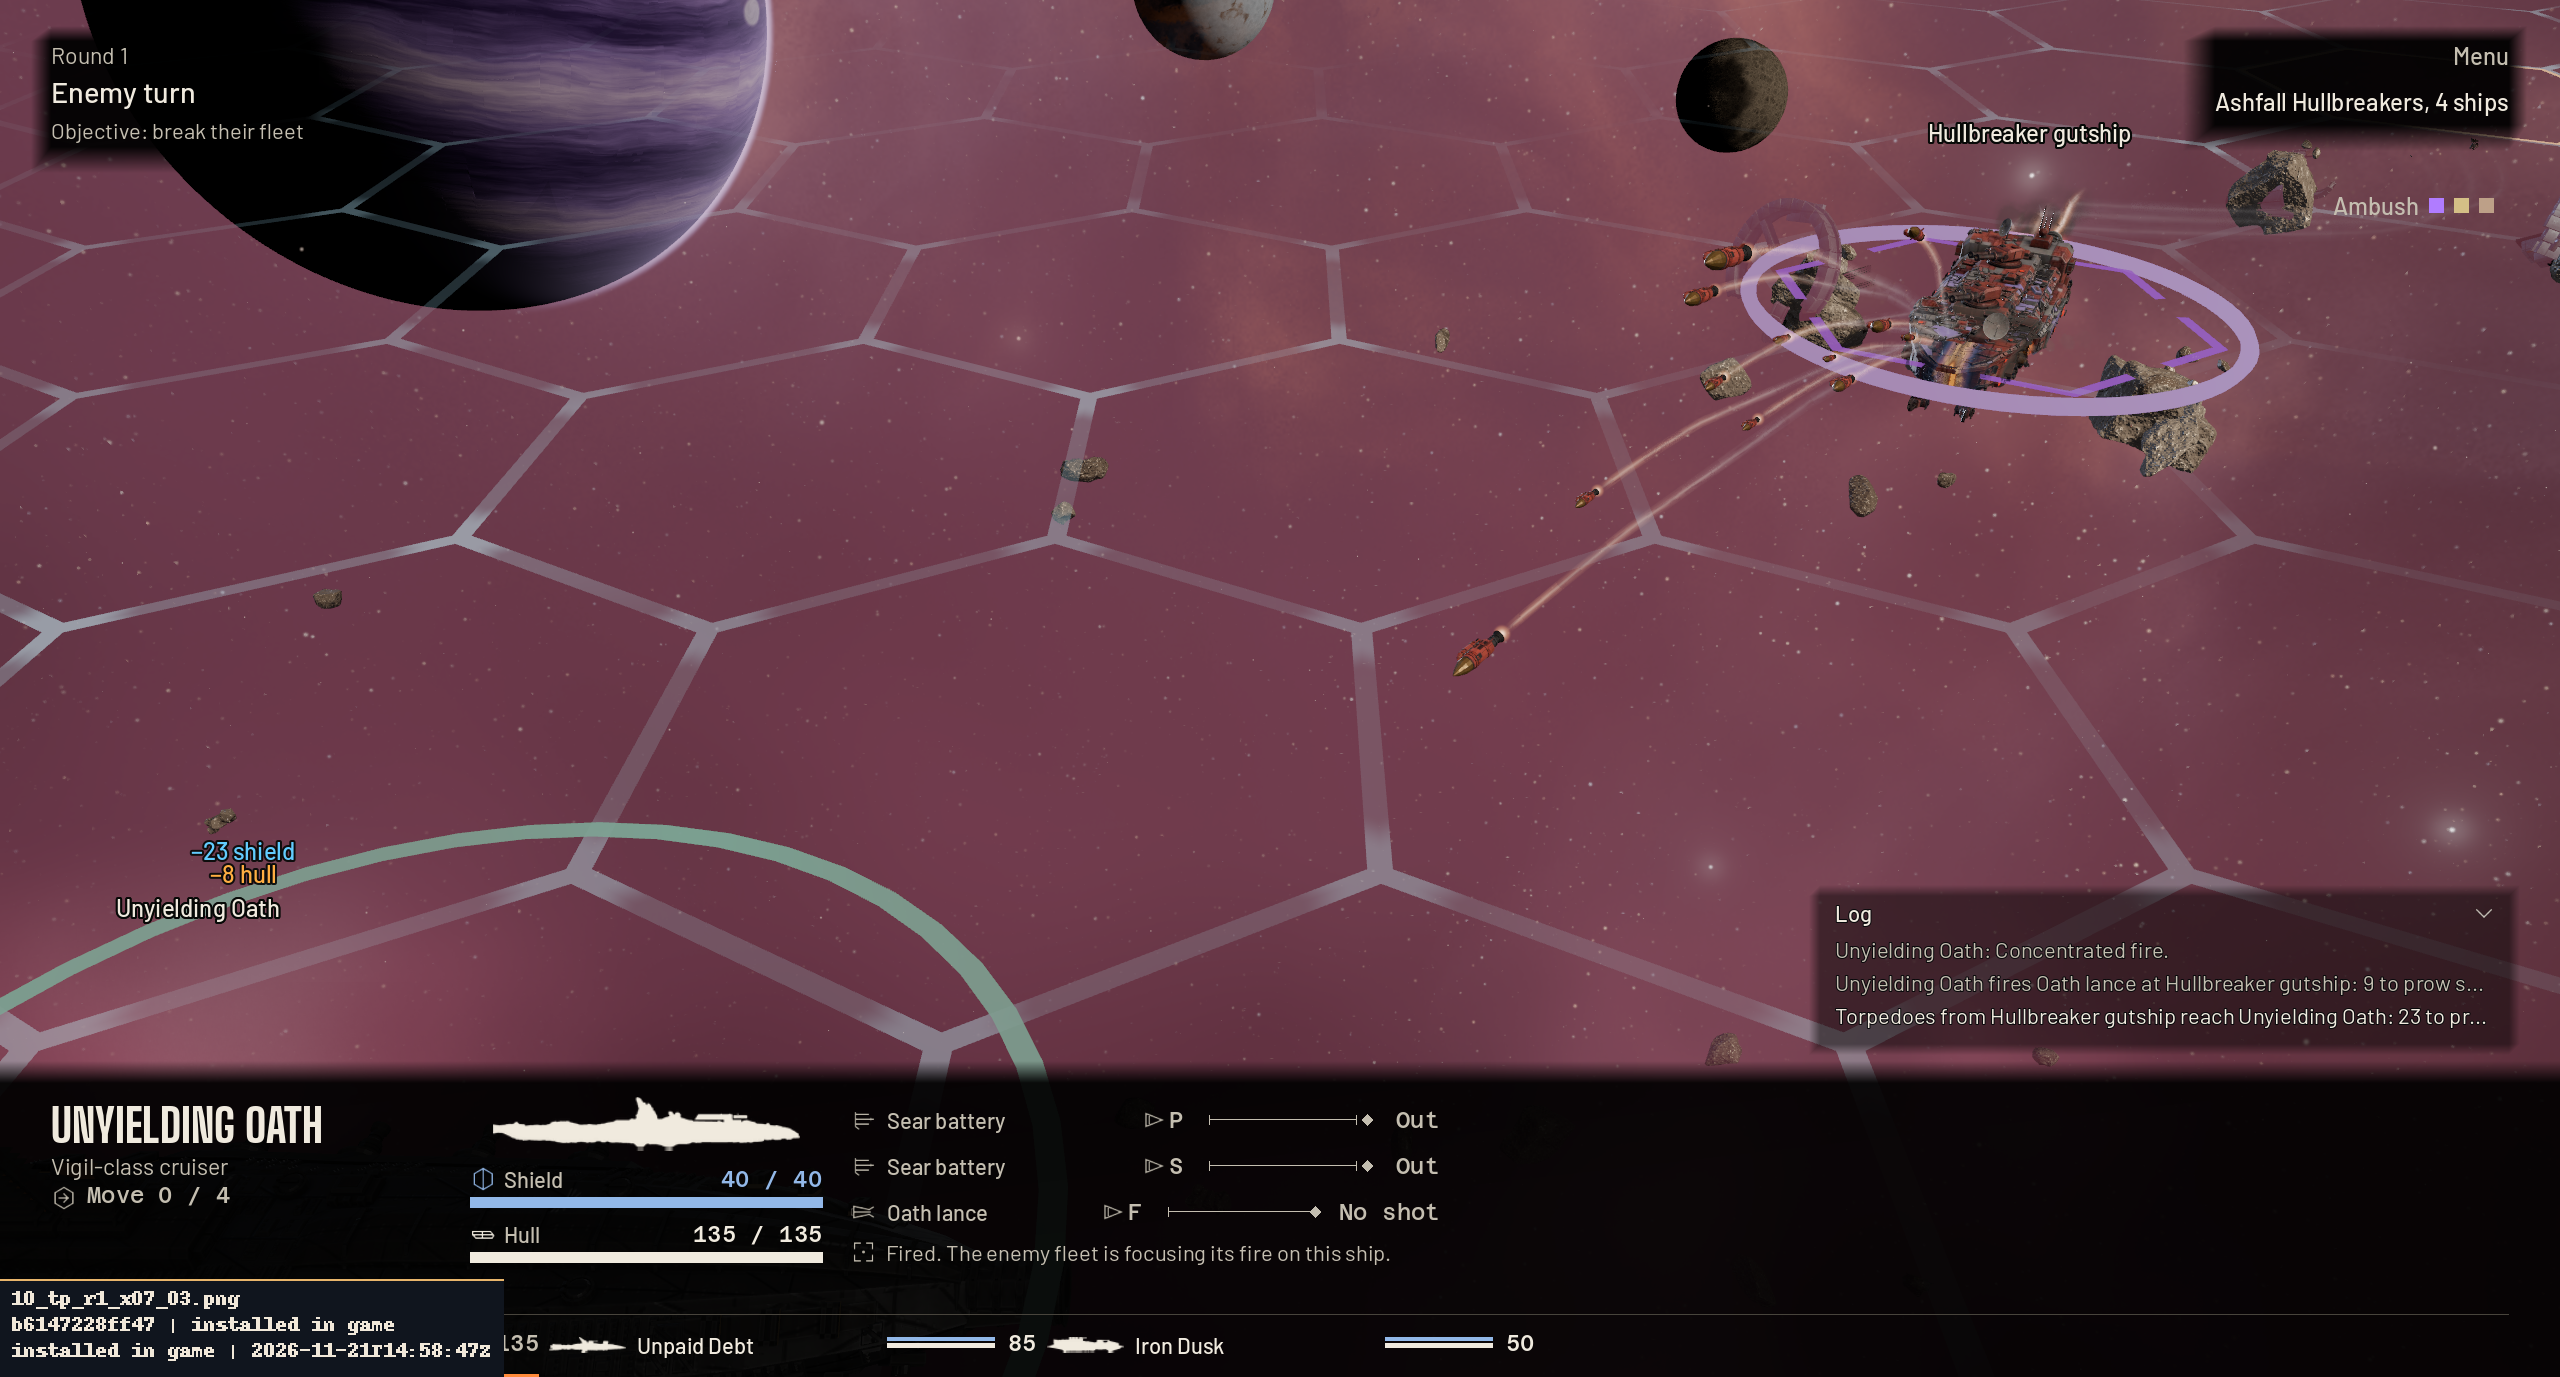 Round 1
Enemy turn
Objective: break their fleet
Menu
Ashfall Hullbreakers, 4 ships
Hullbreaker gutship
Ambush
-23 shield
-8 hull
Unyielding Oath
Log
Unyielding Oath: Concentrated fire.
Unyielding Oath fires Oath lance at Hullbreaker gutship: 9 to prow s...
Torpedoes from Hullbreaker gutship reach Unyielding Oath: 23 to pr...
UNYIELDING OATH
Vigil-class cruiser
Move 0 / 4
Shield 40 / 40
Hull 135 / 135
Sear battery P Out
Sear battery S Out
Oath lance F No shot
Fired. The enemy fleet is focusing its fire on this ship.
10_tp_r1_x07_03.png
b6147228ff47 | installed in game
installed in game | 2026-11-21r14:58:47z
135 Unpaid Debt 85 Iron Dusk 50